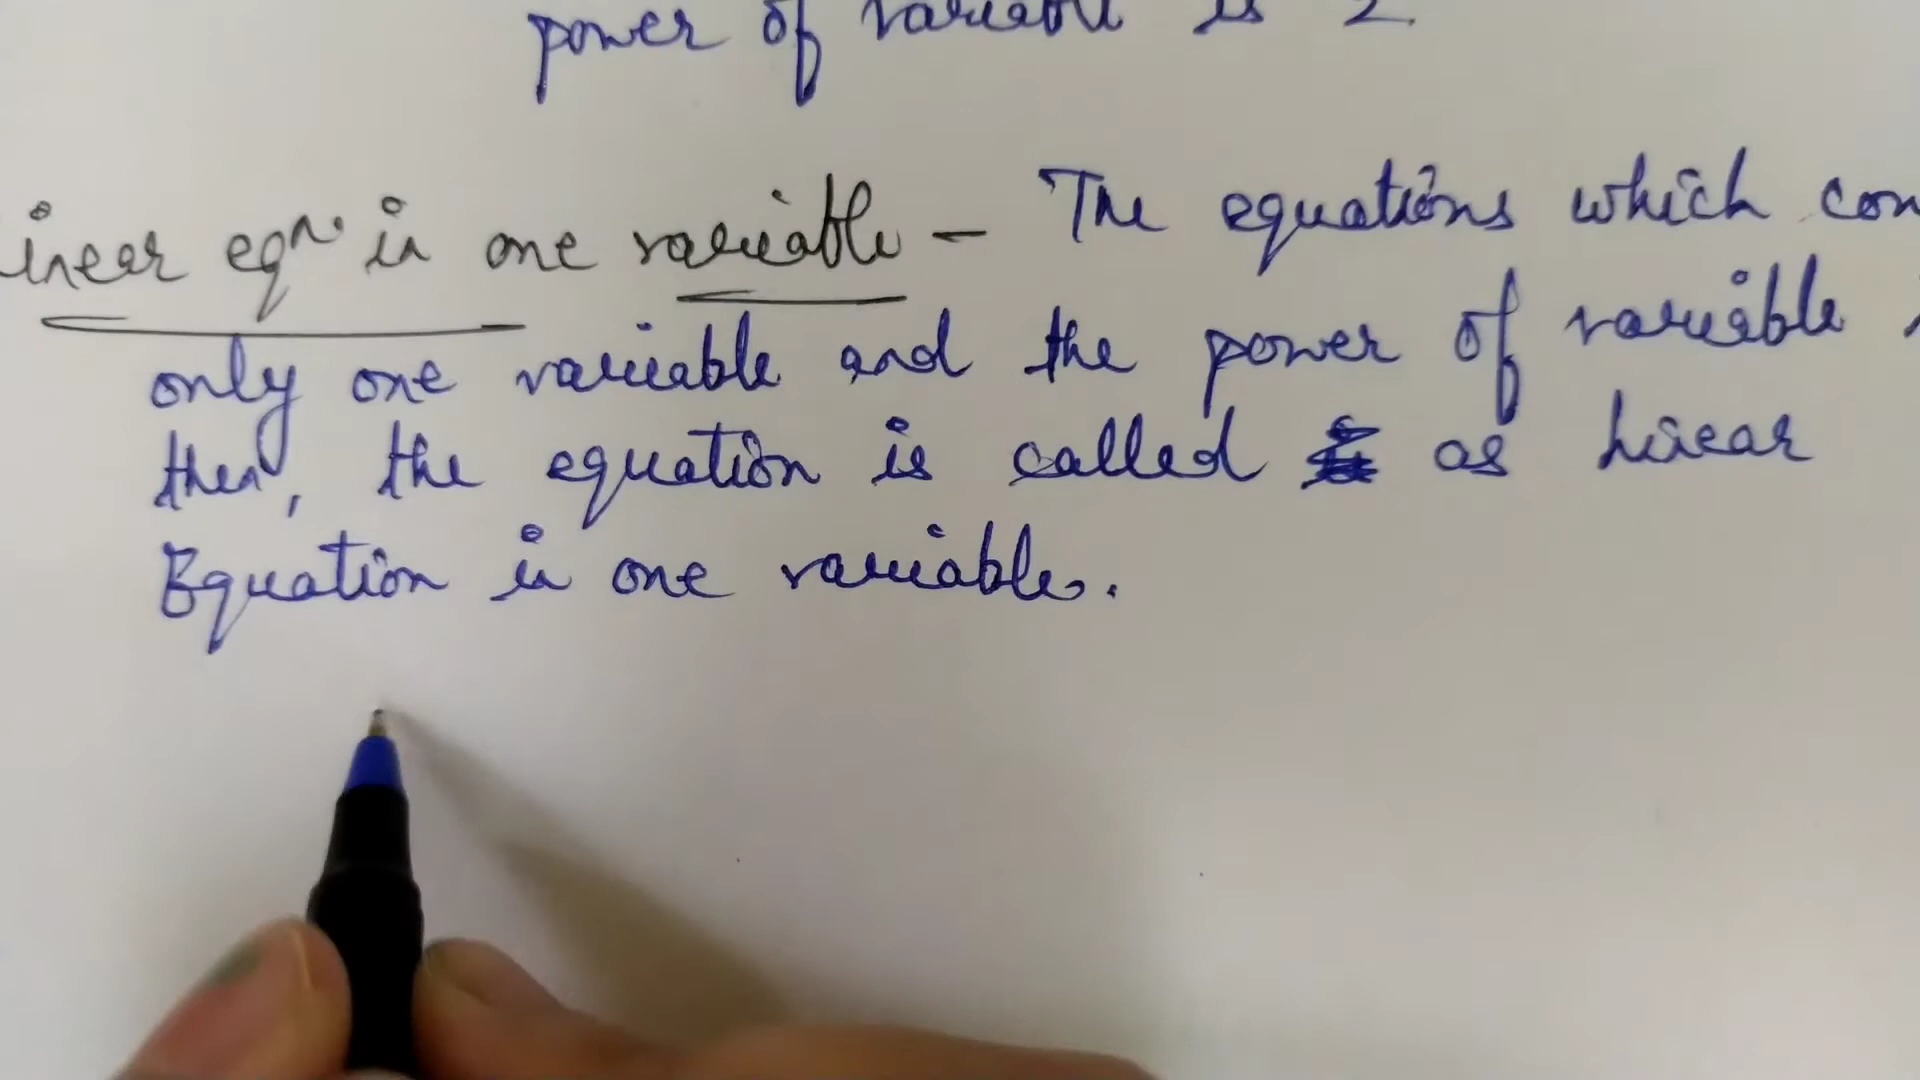 power of variable is 2.
inear eqn. in one variable - The equations which con
only one variable and the power of variable
then, the equation is called as linear
Equation in one variable.